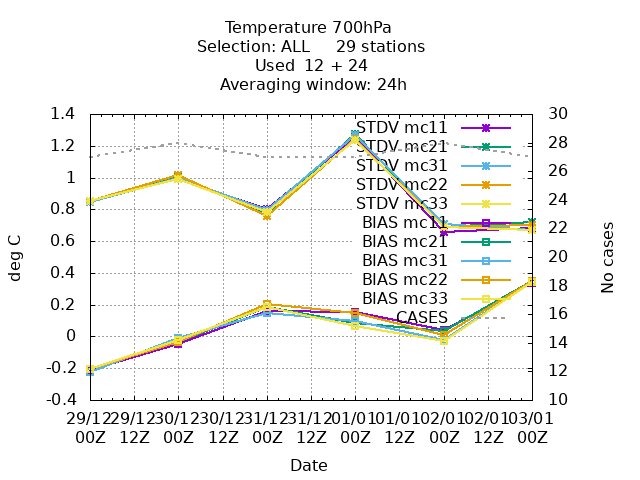 Temperature 700hPa
Selection: ALL     29 stations
Used  12 + 24
Averaging window: 24h
1.4
1.2
1
0.8
0.6
0.4
0.2
0
-0.2
-0.4
30
28
26
24
22
20
18
16
14
12
10
deg C
No cases
STDV mc11
STDV mc21
STDV mc31
STDV mc22
STDV mc33
BIAS mc11
BIAS mc21
BIAS mc31
BIAS mc22
BIAS mc33
CASES
29/12 29/12 30/12 30/12 31/12 31/12 01/01 01/01 02/01 02/01 03/01
00Z 12Z 00Z 12Z 00Z 12Z 00Z 12Z 00Z 12Z 00Z
Date